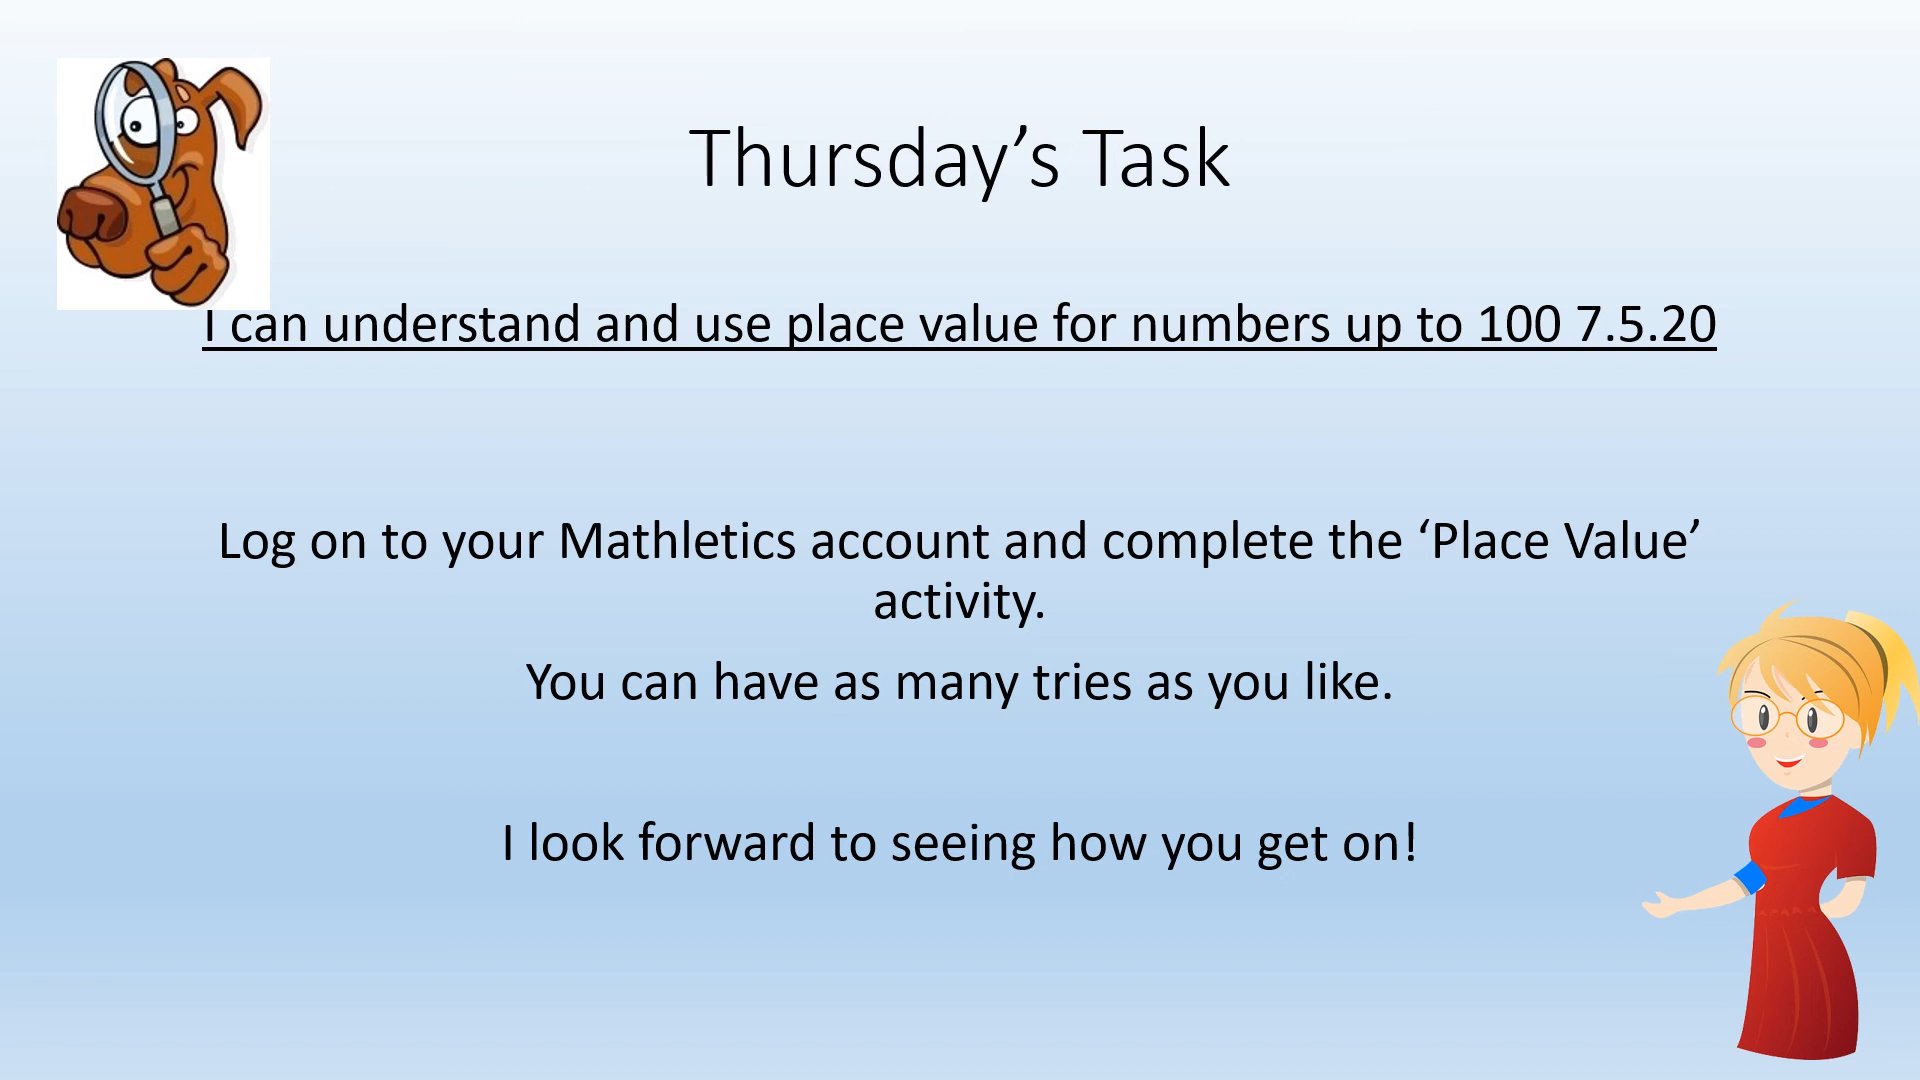 Thursday’s Task
I can understand and use place value for numbers up to 100 7.5.20
Log on to your Mathletics account and complete the ‘Place Value’
activity.
You can have as many tries as you like.
I look forward to seeing how you get on!